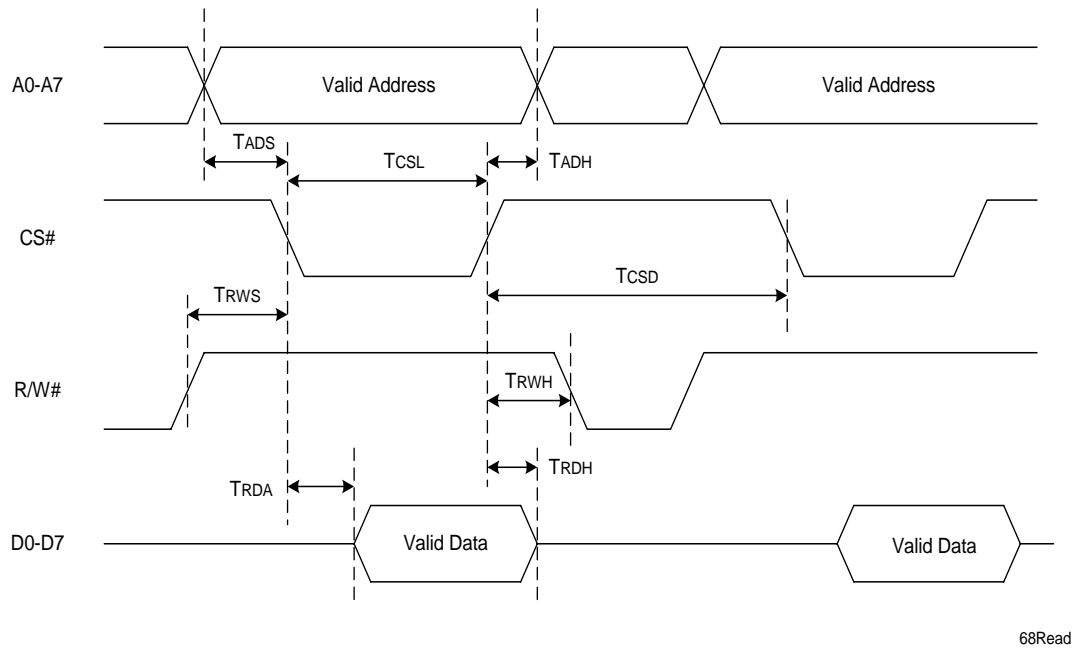 A0-A7
Valid Address
Valid Address
TADS
TCSL
TADH
CS#
TCSD
TRWS
R/W#
TRWH
TRDH
TRDA
D0-D7
Valid Data
Valid Data
68Read